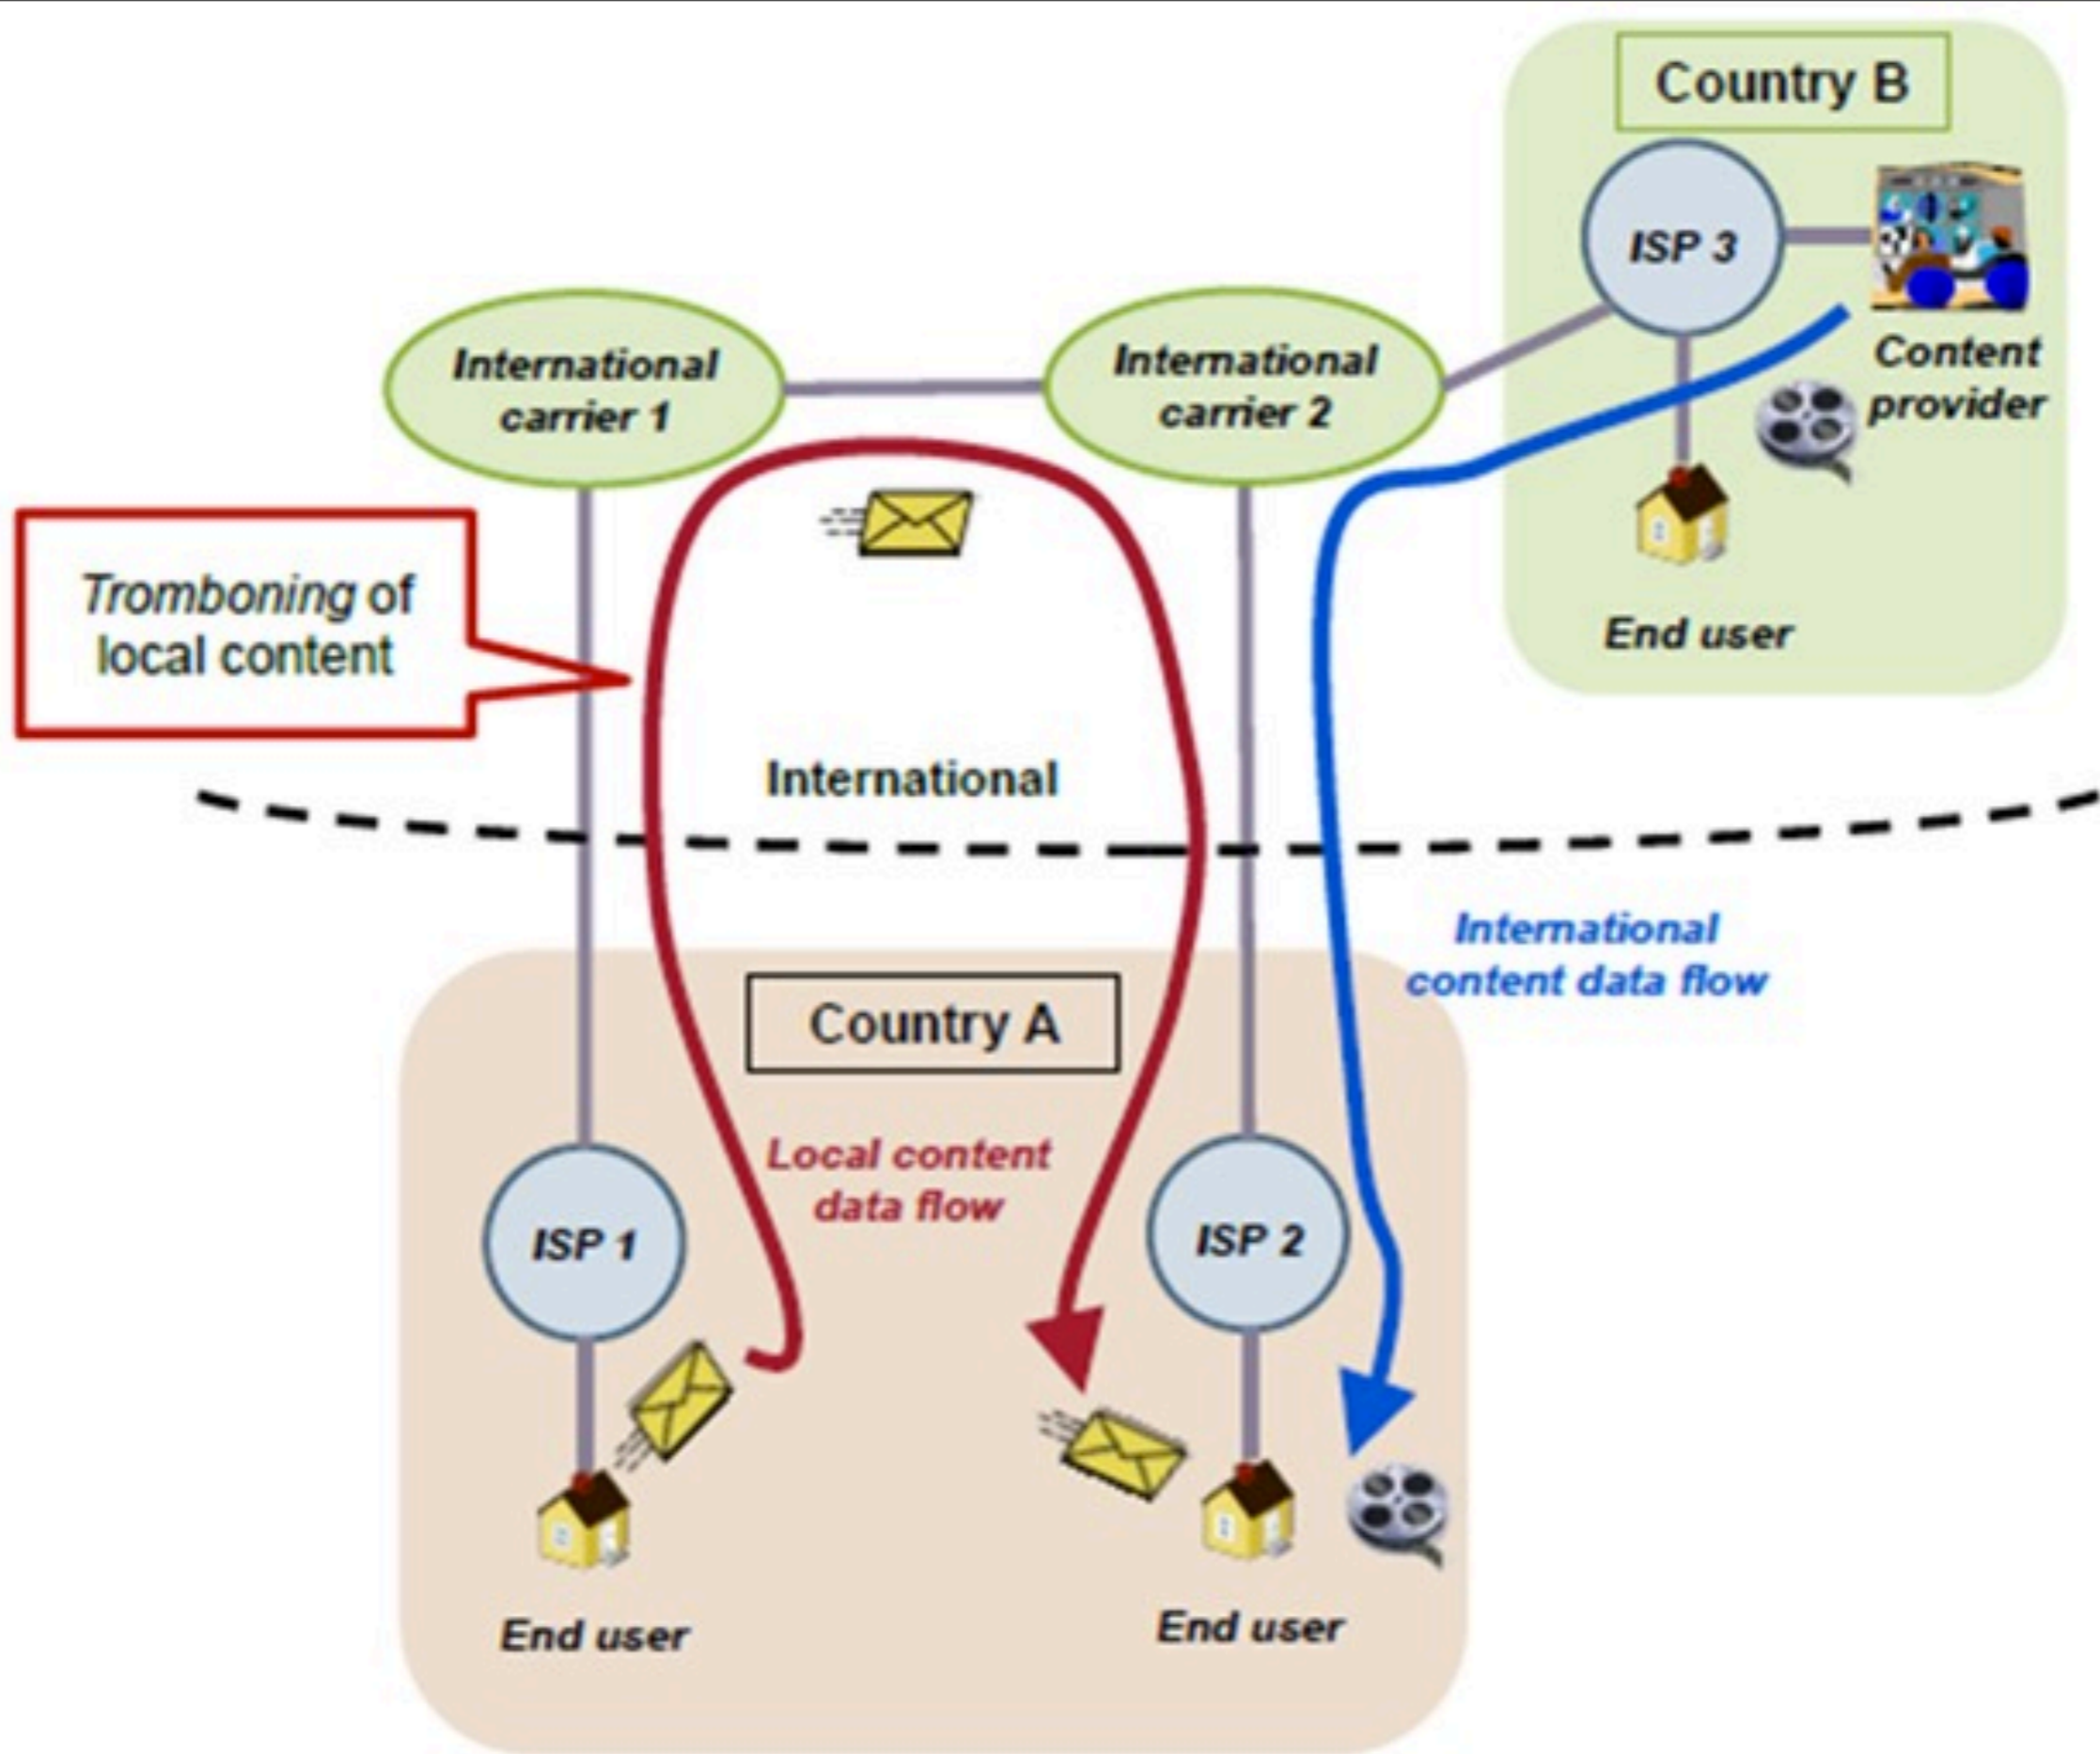 Country B
ISP 3
Content
provider
End user
International
carrier 1
International
carrier 2
Tromboning of
local content
International
International
content data flow
Country A
Local content
data flow
ISP 1
ISP 2
End user
End user